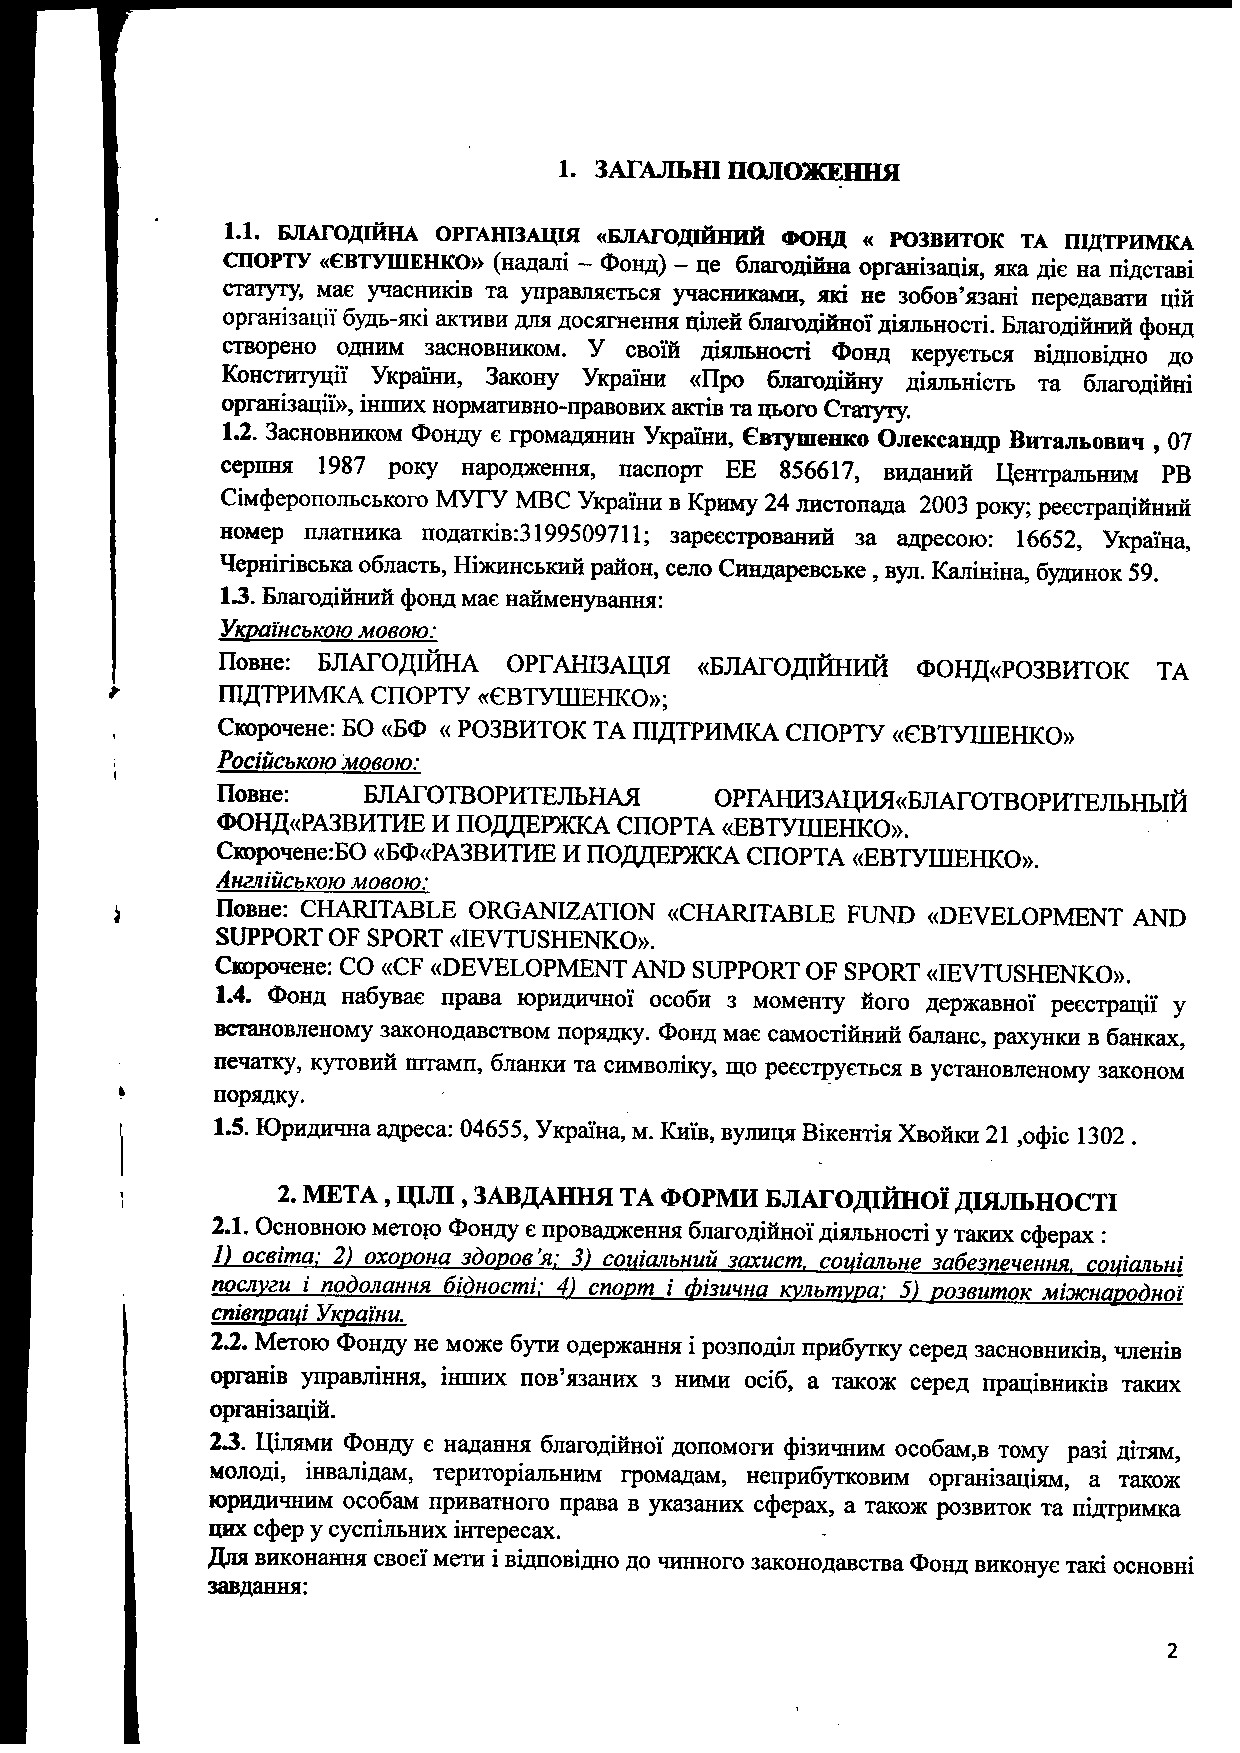 1. ЗАГАЛЬНІ ПОЛОЖЕННЯ
1.1. БЛАГОДІЙНА ОРГАНІЗАЦІЯ «БЛАГОДІЙНИЙ ФОНД « РОЗВИТОК ТА ПІДТРИМКА
СПОРТУ «ЄВТУШЕНКО» (надалі – Фонд) – це благодійна організація, яка діє на підставі
статуту, має учасників та управляється учасниками, які не зобов’язані передавати цій
організації будь-які активи для досягнення цілей благодійної діяльності. Благодійний фонд
створено одним засновником. У своїй діяльності Фонд керується відповідно до
Конституції України, Закону України «Про благодійну діяльність та благодійні
організації», інших нормативно-правових актів та цього Статуту.
1.2. Засновником Фонду є громадянин України, Євтушенко Олександр Витальович , 07
серпня 1987 року народження, паспорт ЕЕ 856617, виданий Центральним РВ
Сімферопольського МУГУ МВС України в Криму 24 листопада 2003 року; реєстраційний
номер платника податків:3199509711; зареєстрований за адресою: 16652, Україна,
Чернігівська область, Ніжинський район, село Синдаревське , вул. Калініна, будинок 59.
1.3. Благодійний фонд має найменування:
Українською мовою:
Повне: БЛАГОДІЙНА ОРГАНІЗАЦІЯ «БЛАГОДІЙНИЙ ФОНД«РОЗВИТОК ТА
ПІДТРИМКА СПОРТУ «ЄВТУШЕНКО»;
Скорочене: БО «БФ « РОЗВИТОК ТА ПІДТРИМКА СПОРТУ «ЄВТУШЕНКО»
Російською мовою:
Повне: БЛАГОТВОРИТЕЛЬНАЯ ОРГАНИЗАЦИЯ«БЛАГОТВОРИТЕЛЬНЫЙ
ФОНД«РАЗВИТИЕ И ПОДДЕРЖКА СПОРТА «ЕВТУШЕНКО».
Скорочене:БО «БФ«РАЗВИТИЕ И ПОДДЕРЖКА СПОРТА «ЕВТУШЕНКО».
Англійською мовою:
Повне: CHARITABLE ORGANIZATION «CHARITABLE FUND «DEVELOPMENT AND
SUPPORT OF SPORT «IEVTUSHENKO».
Скорочене: CO «CF «DEVELOPMENT AND SUPPORT OF SPORT «IEVTUSHENKO».
1.4. Фонд набуває права юридичної особи з моменту його державної реєстрації у
встановленому законодавством порядку. Фонд має самостійний баланс, рахунки в банках,
печатку, кутовий штамп, бланки та символіку, що реєструється в установленому законом
порядку.
1.5. Юридична адреса: 04655, Україна, м. Київ, вулиця Вікентія Хвойки 21 ,офіс 1302 .
2. МЕТА , ЦІЛІ , ЗАВДАННЯ ТА ФОРМИ БЛАГОДІЙНОЇ ДІЯЛЬНОСТІ
2.1. Основною метою Фонду є провадження благодійної діяльності у таких сферах :
1) освіта; 2) охорона здоров’я; 3) соціальний захист, соціальне забезпечення, соціальні
послуги і подолання бідності; 4) спорт і фізична культура; 5) розвиток міжнародної
співпраці України.
2.2. Метою Фонду не може бути одержання і розподіл прибутку серед засновників, членів
органів управління, інших пов’язаних з ними осіб, а також серед працівників таких
організацій.
2.3. Цілями Фонду є надання благодійної допомоги фізичним особам,в тому разі дітям,
молоді, інвалідам, територіальним громадам, неприбутковим організаціям, а також
юридичним особам приватного права в указаних сферах, а також розвиток та підтримка
цих сфер у суспільних інтересах.
Для виконання своєї мети і відповідно до чинного законодавства Фонд виконує такі основні
завдання:
2